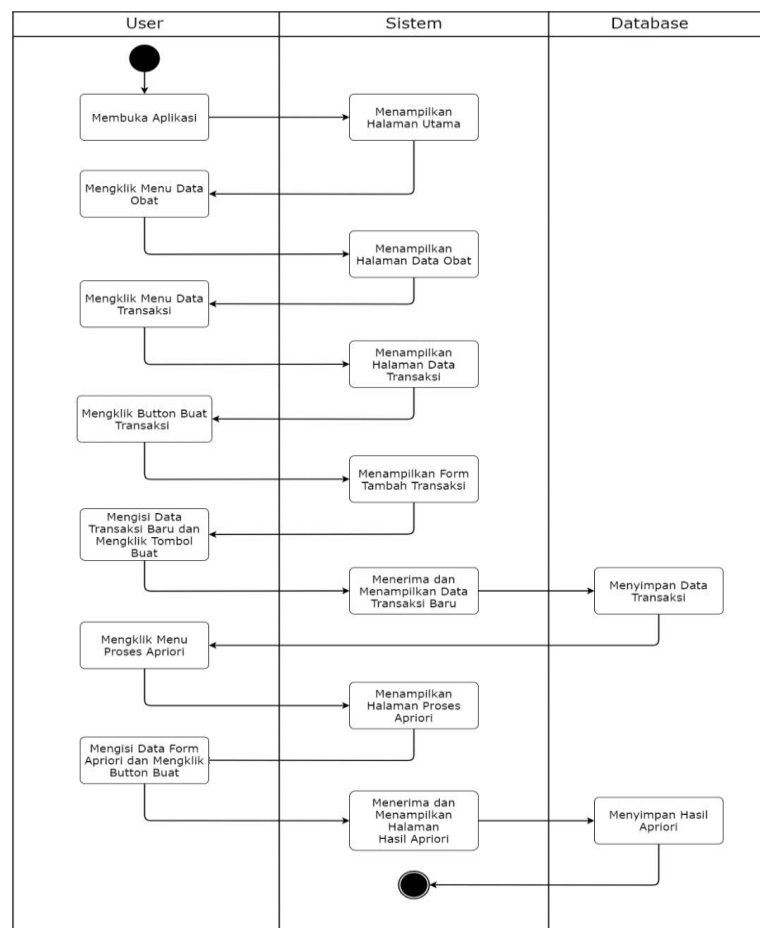 User
Sistem
Database
Membuka Aplikasi
Menampilkan
Halaman Utama
Mengklik Menu Data
Obat
Menampilkan
Halaman Data Obat
Mengklik Menu Data
Transaksi
Menampilkan
Halaman Data
Transaksi
Mengklik Button Buat
Transaksi
Menampilkan Form
Tambah Transaksi
Mengisi Data
Transaksi Baru dan
Mengklik Tombol
Buat
Menerima dan
Menampilkan Data
Transaksi Baru
Menyimpan Data
Transaksi
Mengklik Menu
Proses Apriori
Menampilkan
Halaman Proses
Apriori
Mengisi Data Form
Apriori dan Mengklik
Button Buat
Menerima dan
Menampilkan
Halaman
Hasil Apriori
Menyimpan Hasil
Apriori